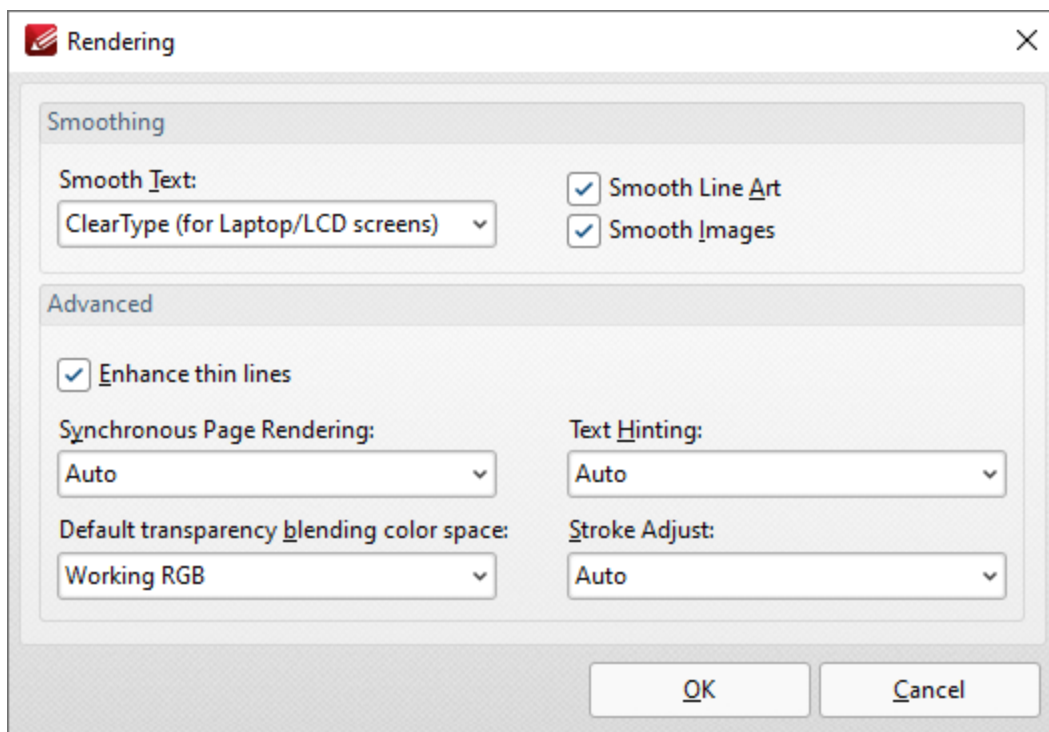 Rendering
Smoothing
Smooth Text:
ClearType (for Laptop/LCD screens)
Smooth Line Art
Smooth Images
Advanced
Enhance thin lines
Synchronous Page Rendering:
Text Hinting:
Auto
Auto
Default transparency blending color space:
Stroke Adjust:
Working RGB
Auto
OK
Cancel